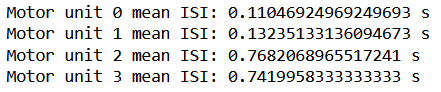 Motor unit 0 mean ISI: 0.11046924969249693 s
Motor unit 1 mean ISI: 0.13235133136094673 s
Motor unit 2 mean ISI: 0.7682068965517241 s
Motor unit 3 mean ISI: 0.7419958333333333 s